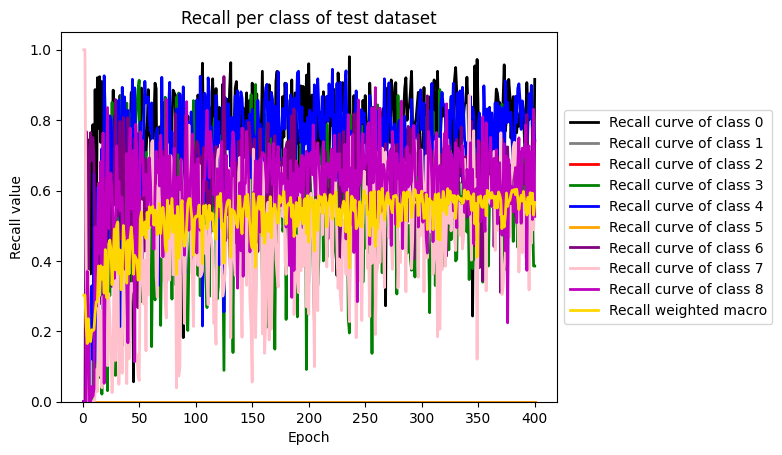 Recall per class of test dataset
1.0
0.8
0.6
0.4
0.2
0.0
Recall value
0
50
100
150
200
250
300
350
400
Epoch
Recall curve of class 0
Recall curve of class 1
Recall curve of class 2
Recall curve of class 3
Recall curve of class 4
Recall curve of class 5
Recall curve of class 6
Recall curve of class 7
Recall curve of class 8
Recall weighted macro